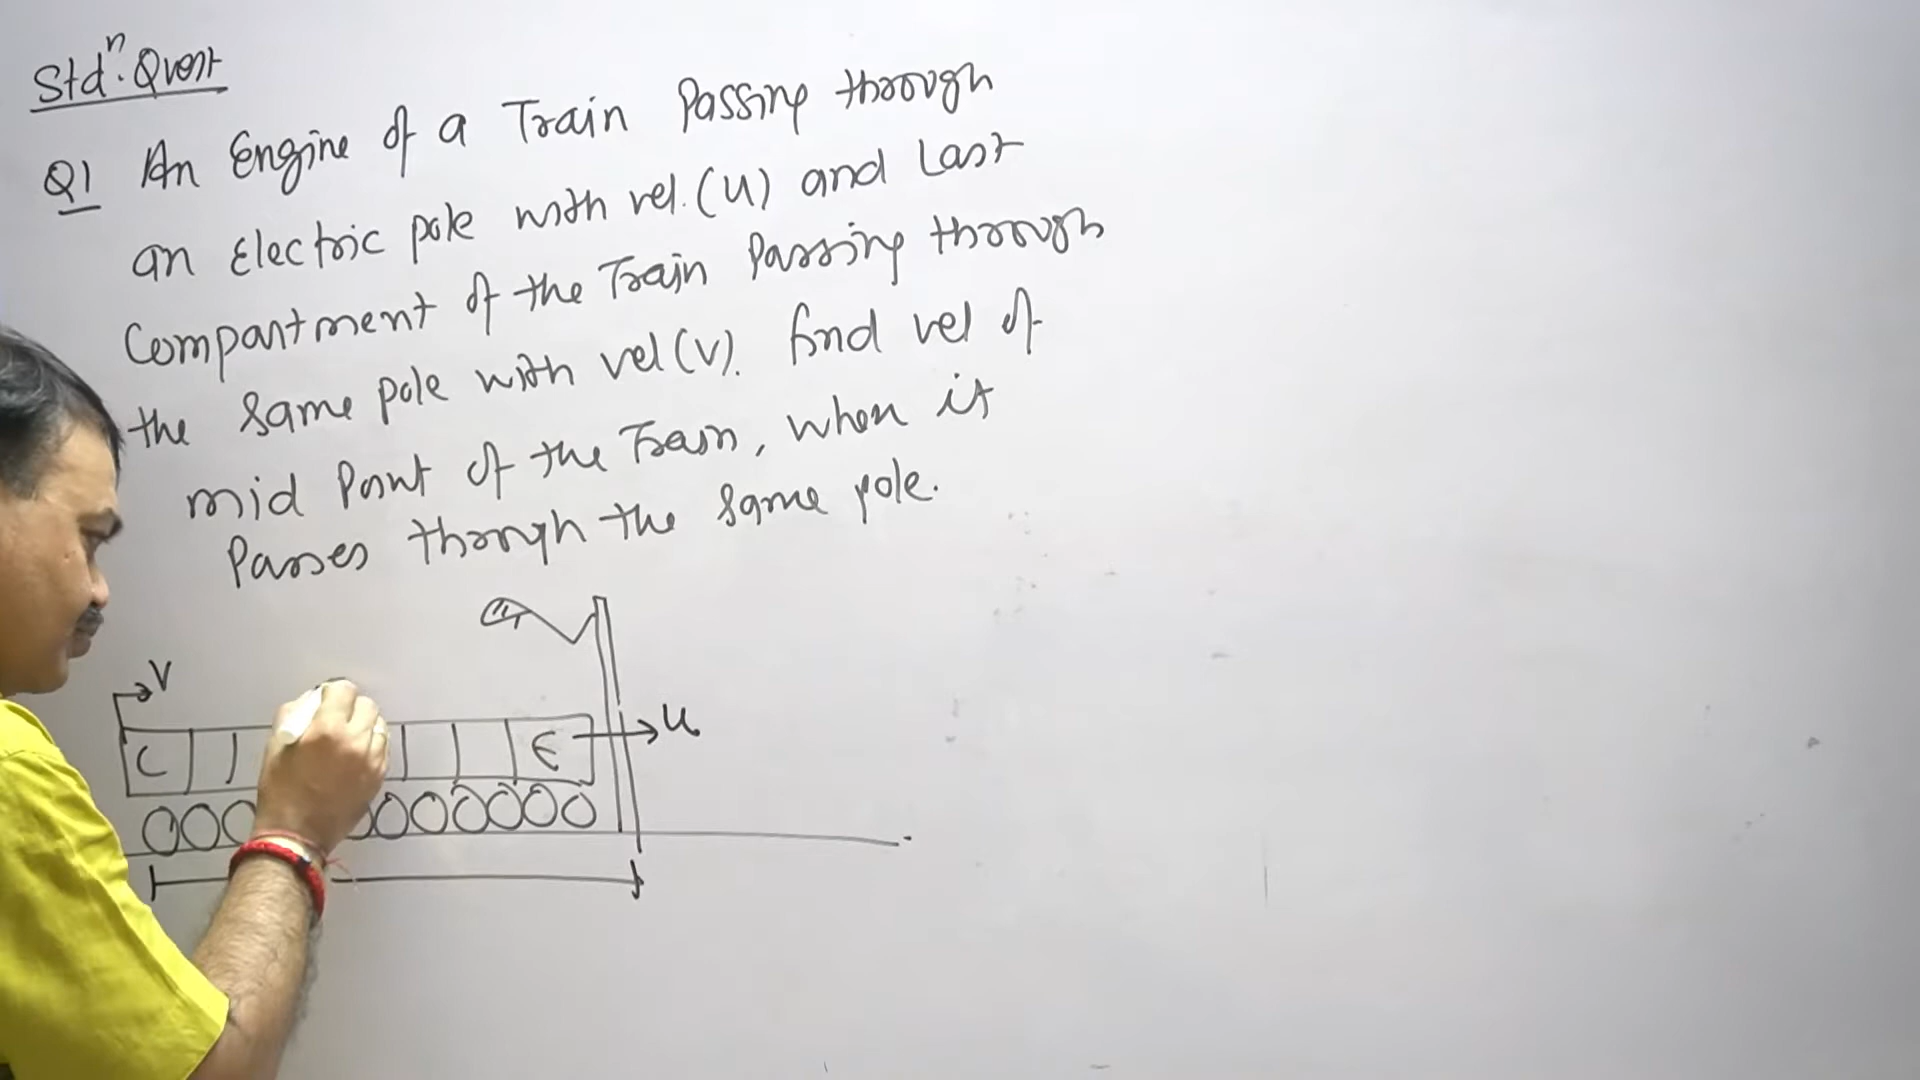 Stdⁿ. Quest
Q1 An Engine of a Train Passing through
an Electric pole with vel. (u) and Last
Compartment of the Train Passing through
the same pole with vel (v). find vel of
mid Point of the Train, when it
Passes through the same pole.
V
u
C E